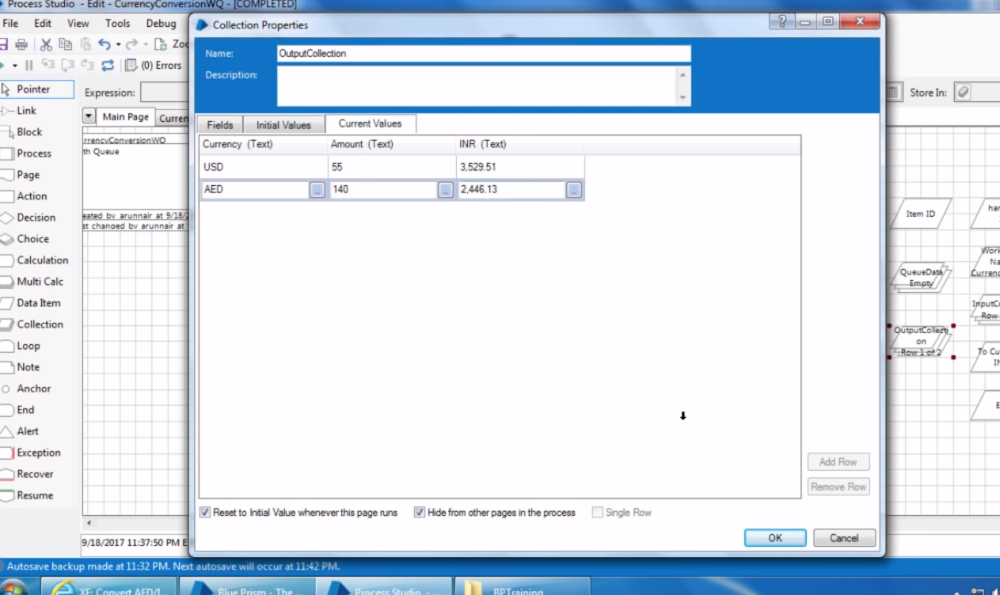 Process Studio - Edit - CurrencyConversionWQ - [COMPLETED]
File Edit View Tools Debug
(0) Errors
Expression:
Store In:
Main Page
Pointer
Link
Block
Process
Page
Action
Decision
Choice
Calculation
Multi Calc
Data Item
Collection
Loop
Note
Anchor
End
Alert
Exception
Recover
Resume
th Queue
eated by arunnair at 9/18/2
st changed by arunnair at
Collection Properties
Name: OutputCollection
Description:
Fields Initial Values Current Values
Currency (Text) Amount (Text) INR (Text)
USD 55 3,529.51
AED 140 2,446.13
Add Row
Remove Row
Reset to Initial Value whenever this page runs Hide from other pages in the process Single Row
OK Cancel
Item ID
QueueData
Empty
OutputCollecti
on
Row 1 of 2
Work
Na
Currenc
InputCo
Row
To Cu
IN
9/18/2017 11:37:50 PM E
Autosave backup made at 11:32 PM. Next autosave will occur at 11:42 PM.
XE: Convert AED/I...
Blue Prism - The ...
Process Studio - ...
BPTraining